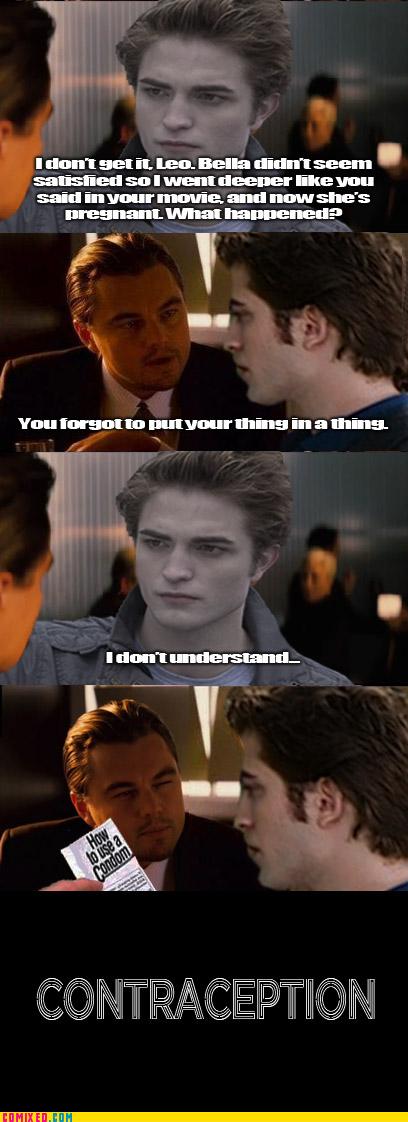 I don't get it, Leo. Bella didn't seem
satisfied so I went deeper like you
said in your movie, and now she's
pregnant. What happened?
You forgot to put your thing in a thing.
I don't understand...
How
to use a
Condom
CONTRACEPTION
COMIXED.COM